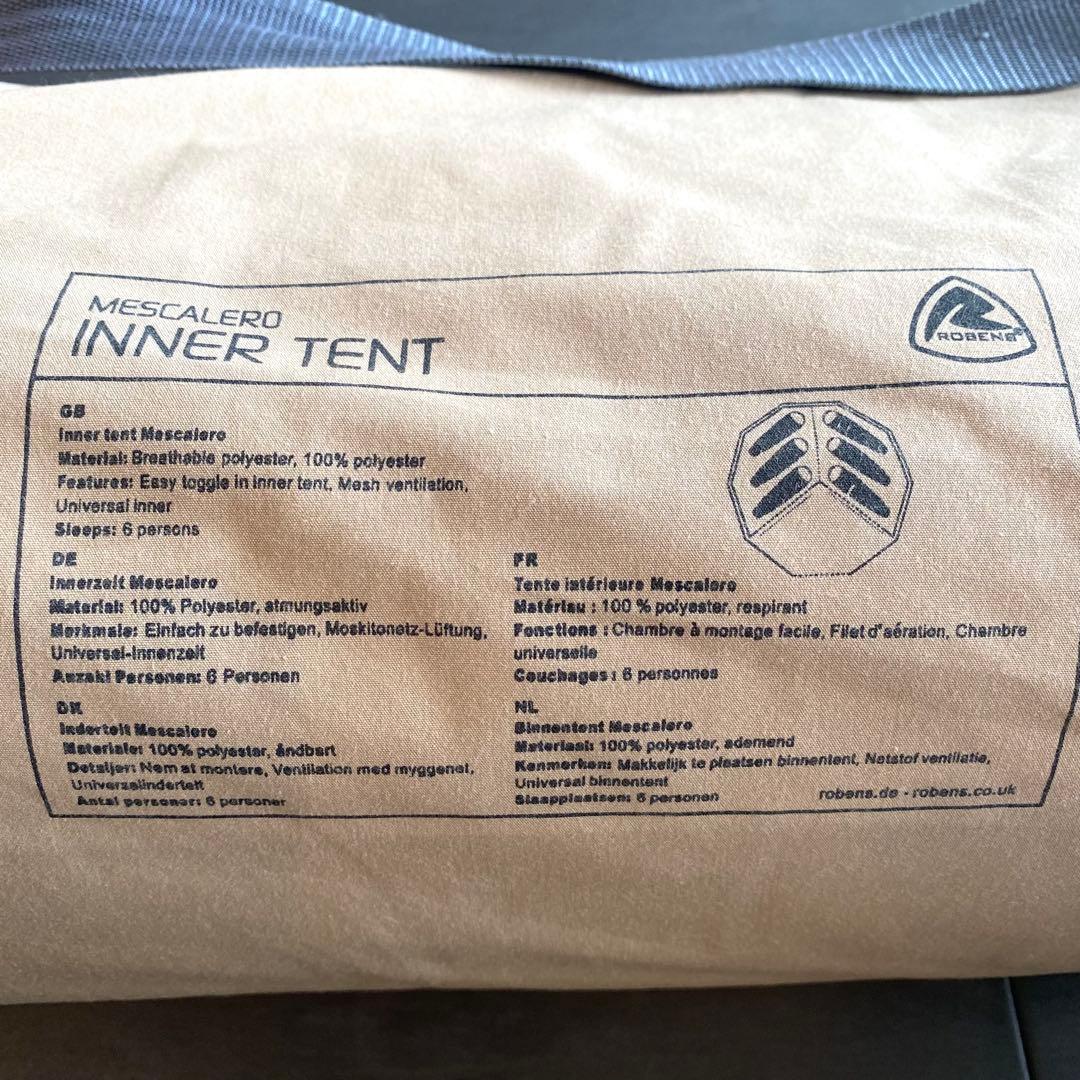 MESCALERO
INNER TENT
ROBENS®
GB
Inner tent Mescalero
Material: Breathable polyester, 100% polyester
Features: Easy toggle in inner tent, Mesh ventilation,
Universal inner
Sleeps: 6 persons
DE
Innerzelt Mescalero
Material: 100% Polyester, atmungsaktiv
Merkmale: Einfach zu befestigen, Moskitonetz-Lüftung,
Universal-Innenzelt
Anzahl Personen: 6 Personen
DK
Indertelt Mescalero
Materiale: 100% polyester, åndbart
Detaljer: Nem at montere, Ventilation med myggenet,
Universalindertelt
Antal personer: 6 personer
FR
Tente intérieure Mescalero
Matériau : 100 % polyester, respirant
Fonctions : Chambre à montage facile, Filet d'aération, Chambre
universelle
Couchages : 6 personnes
NL
Binnentent Mescalero
Materiaal: 100% polyester, ademend
Kenmerken: Makkelijk te plaatsen binnentent, Netstof ventilatie,
Universal binnentent
Slaapplaatsen: 6 personen
robens.de - robens.co.uk